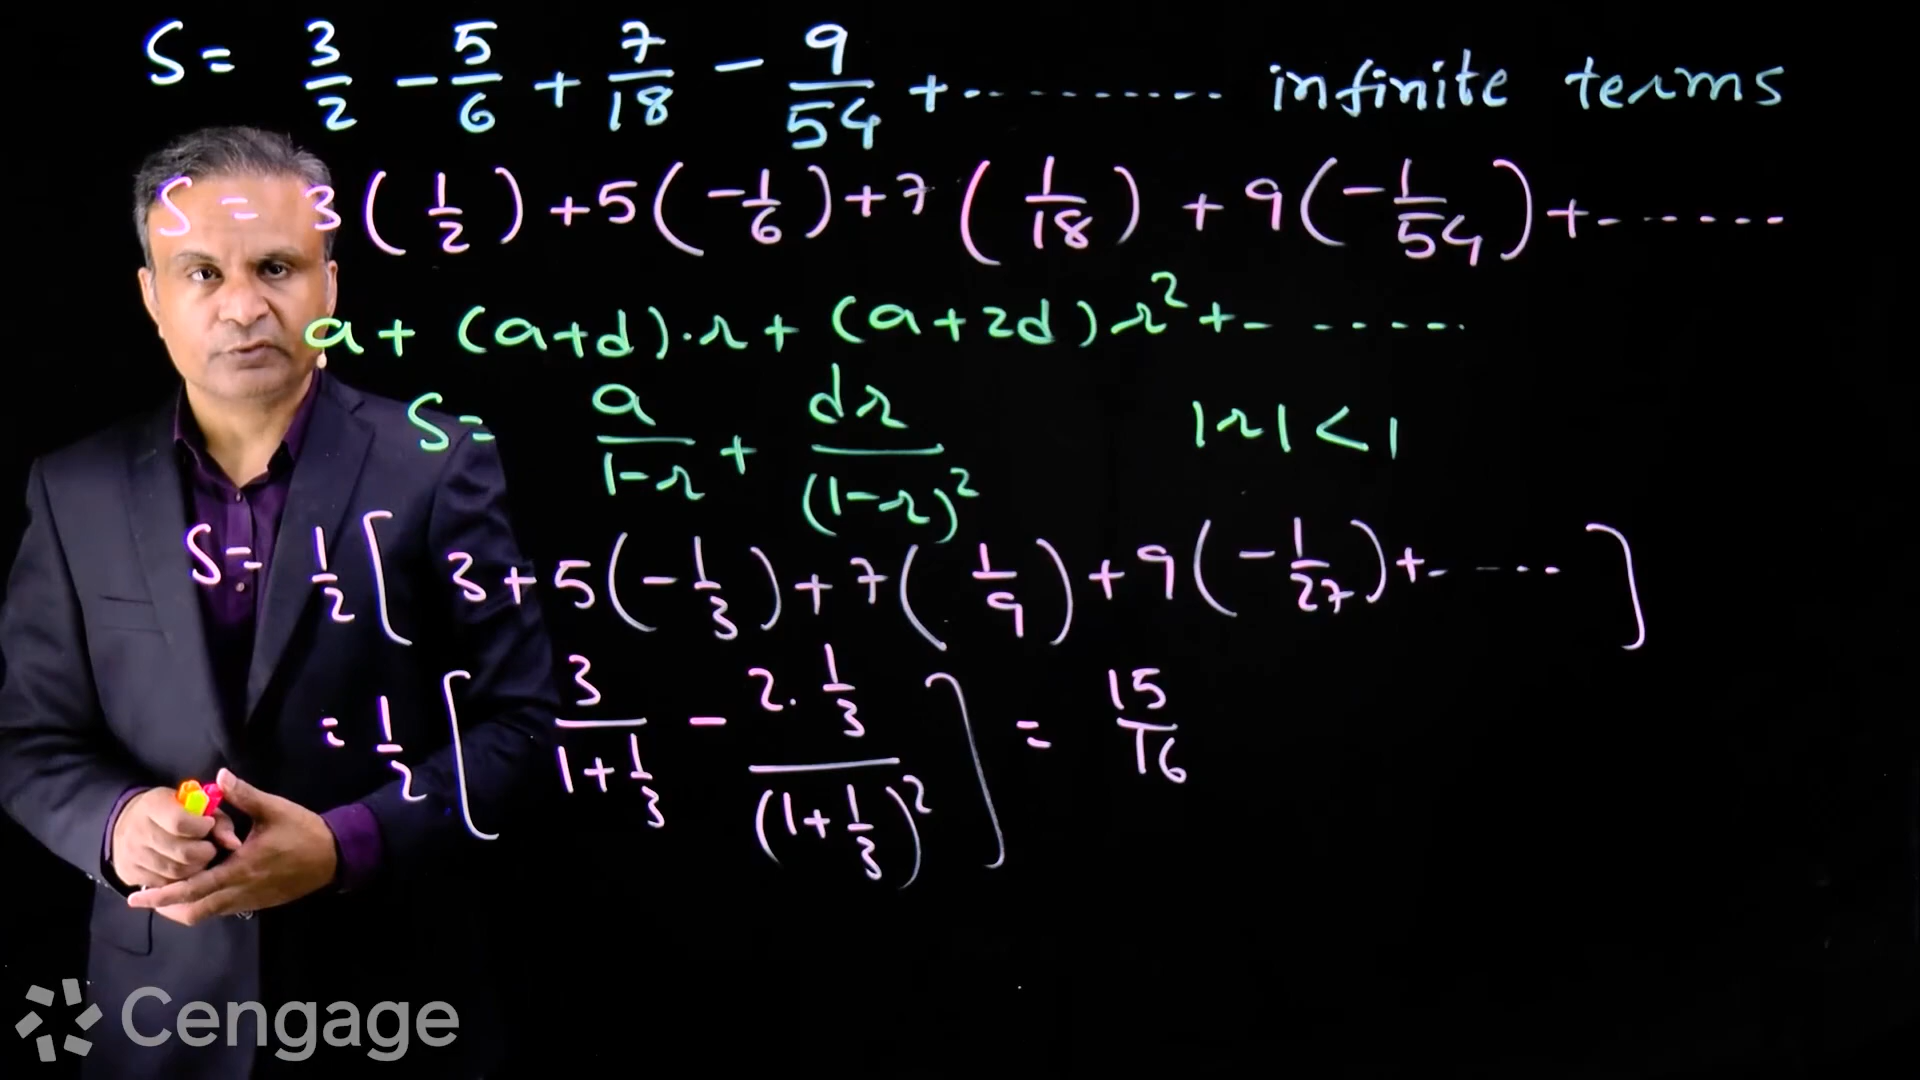 S = 3/2 - 5/6 + 7/18 - 9/54 + .......... infinite terms
S = 3(1/2) + 5(-1/6) + 7(1/18) + 9(-1/54) + ......
a + (a+d).r + (a+2d)r² + ......
S = a/(1-r) + dr/(1-r)² |r| < 1
S = 1/2 [3 + 5(-1/3) + 7(1/9) + 9(-1/27) + .....]
= 1/2 [3/(1+1/3) - 2.1/3/(1+1/3)²] = 15/16
Cengage